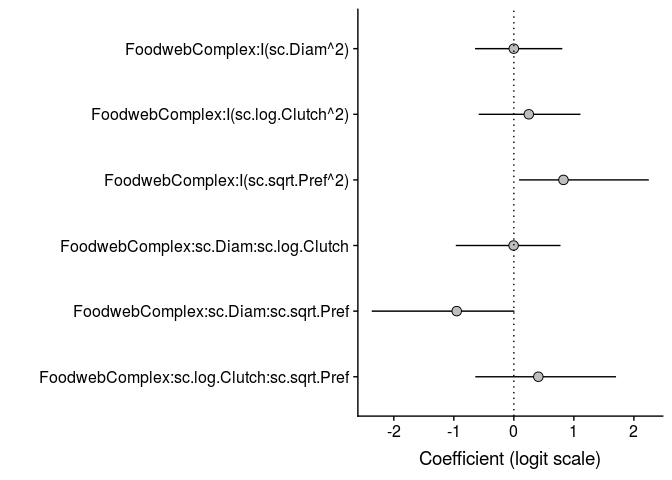 FoodwebComplex:I(sc.Diam^2)
FoodwebComplex:I(sc.log.Clutch^2)
FoodwebComplex:I(sc.sqrt.Pref^2)
FoodwebComplex:sc.Diam:sc.log.Clutch
FoodwebComplex:sc.Diam:sc.sqrt.Pref
FoodwebComplex:sc.log.Clutch:sc.sqrt.Pref
-2 -1 0 1 2
Coefficient (logit scale)